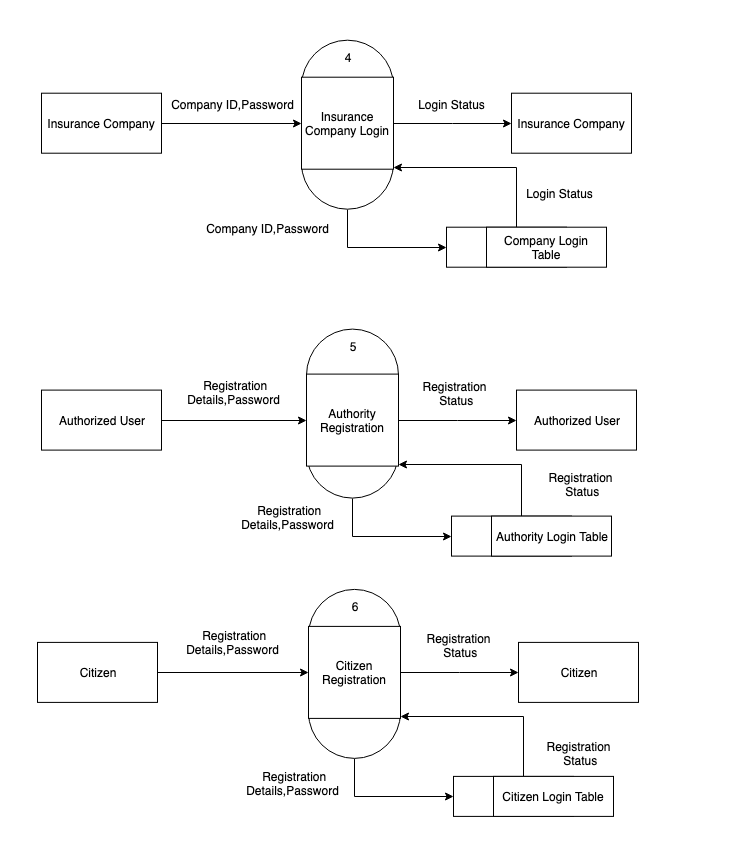 4
Company ID,Password
Login Status
Insurance Company
Insurance
Company Login
Insurance Company
Login Status
Company ID,Password
Company Login
Table
5
Registration
Details,Password
Registration
Status
Authorized User
Authority
Registration
Authorized User
Registration
Status
Registration
Details,Password
Authority Login Table
6
Registration
Details,Password
Registration
Status
Citizen
Citizen
Registration
Citizen
Registration
Status
Registration
Details,Password
Citizen Login Table